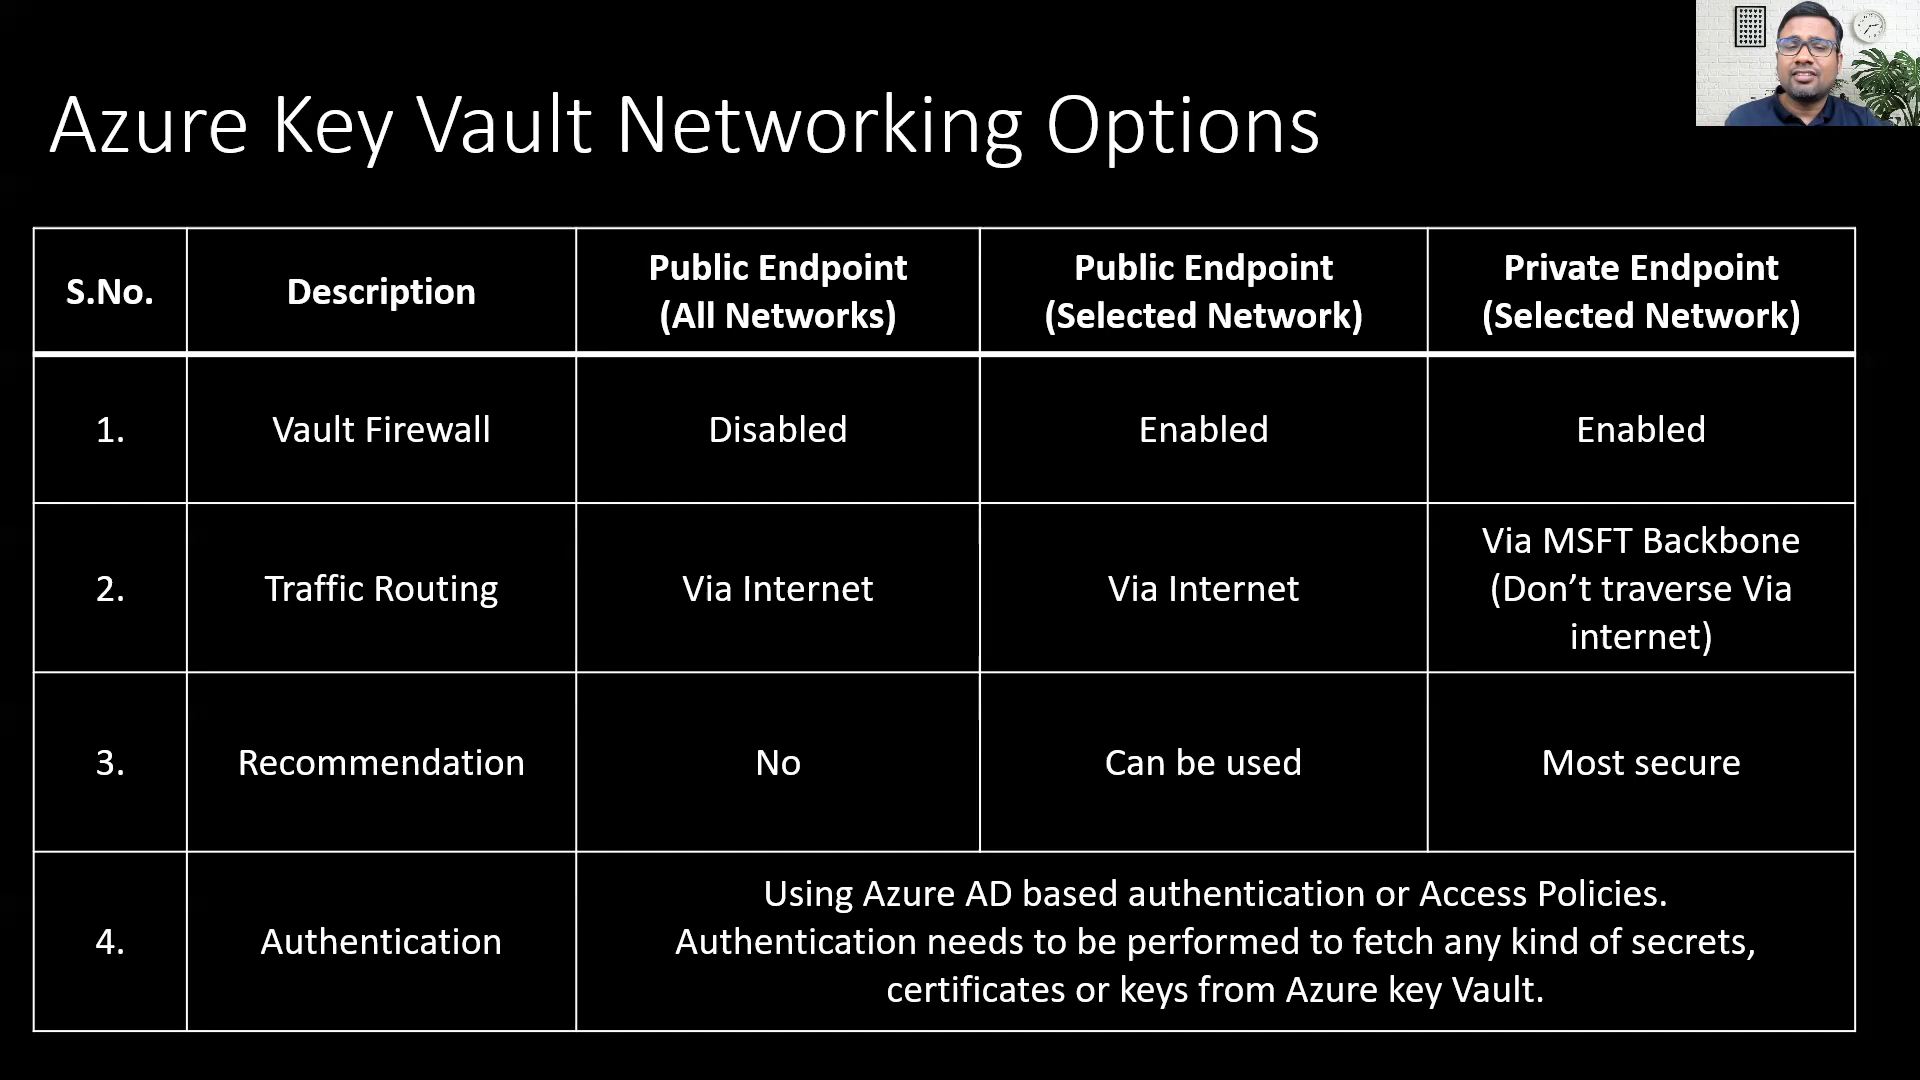 Azure Key Vault Networking Options
S.No.
Description
Public Endpoint
(All Networks)
Public Endpoint
(Selected Network)
Private Endpoint
(Selected Network)
1.
Vault Firewall
Disabled
Enabled
Enabled
2.
Traffic Routing
Via Internet
Via Internet
Via MSFT Backbone
(Don’t traverse Via
internet)
3.
Recommendation
No
Can be used
Most secure
4.
Authentication
Using Azure AD based authentication or Access Policies.
Authentication needs to be performed to fetch any kind of secrets,
certificates or keys from Azure key Vault.